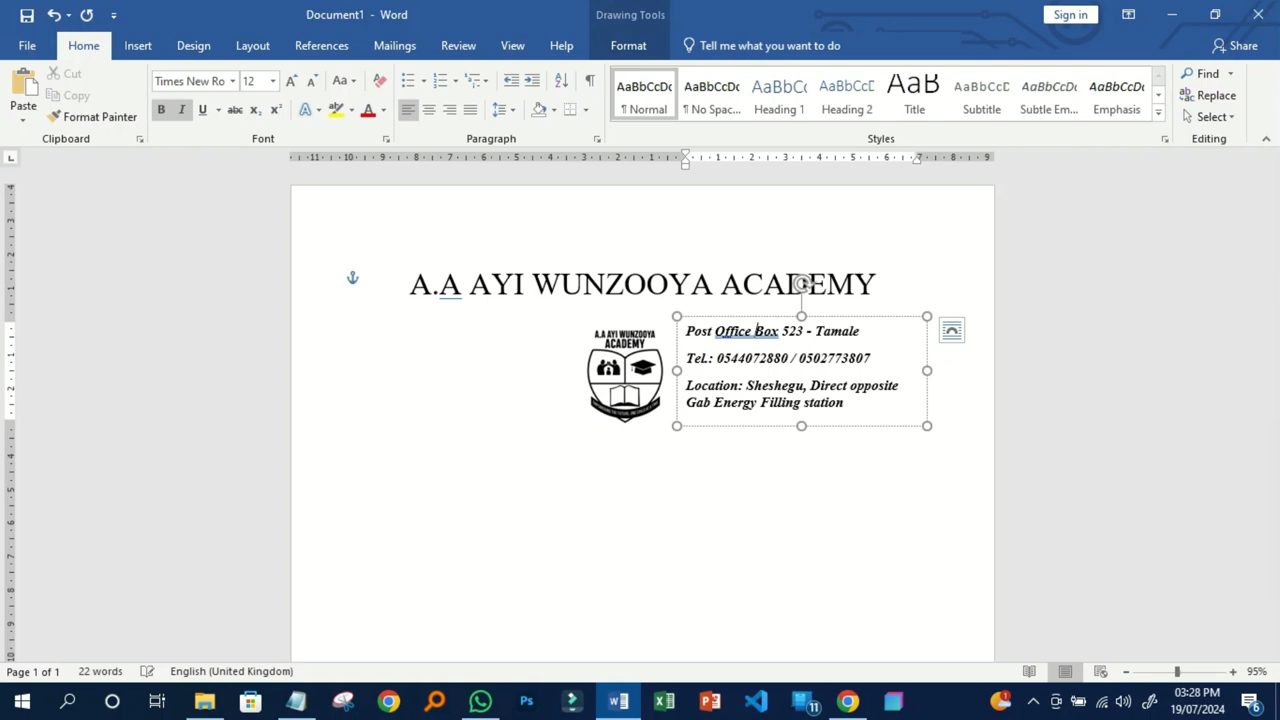 Document1 - Word
Drawing Tools
Sign in
File
Home
Insert
Design
Layout
References
Mailings
Review
View
Help
Format
Tell me what you want to do
Share
Paste
Cut
Copy
Format Painter
Clipboard
Times New Ro
12
Font
Paragraph
AaBbCcDc
¶ Normal
AaBbCcDc
¶ No Spac...
AaBbCc
Heading 1
AaBbCcD
Heading 2
AaB
Title
AaBbCcD
Subtitle
AaBbCcDc
Subtle Em...
AaBbCcDc
Emphasis
Styles
Find
Replace
Select
Editing
A.A AYI WUNZOOYA ACADEMY
A.A AYI WUNZOOYA
ACADEMY
Post Office Box 523 - Tamale
Tel.: 0544072880 / 0502773807
Location: Sheshegu, Direct opposite
Gab Energy Filling station
Page 1 of 1
22 words
English (United Kingdom)
95%
03:28 PM
19/07/2024